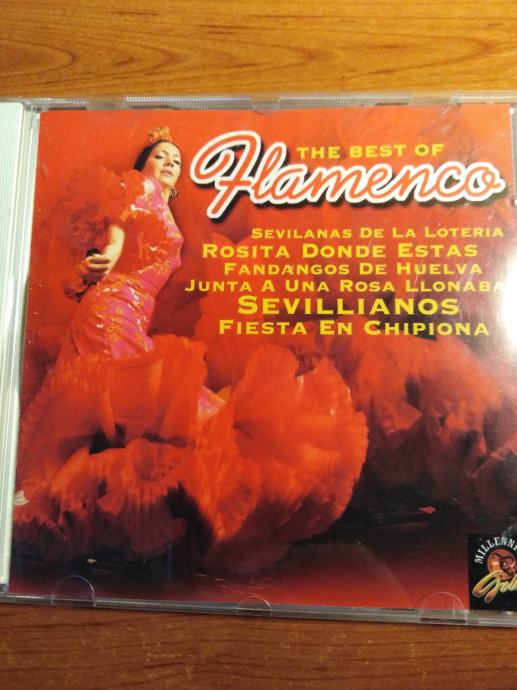 THE BEST OF
Flamenco
SEVILANAS DE LA LOTERIA
ROSITA DONDE ESTAS
FANDANGOS DE HUELVA
JUNTA A UNA ROSA LLONABA
SEVILLIANOS
FIESTA EN CHIPIONA